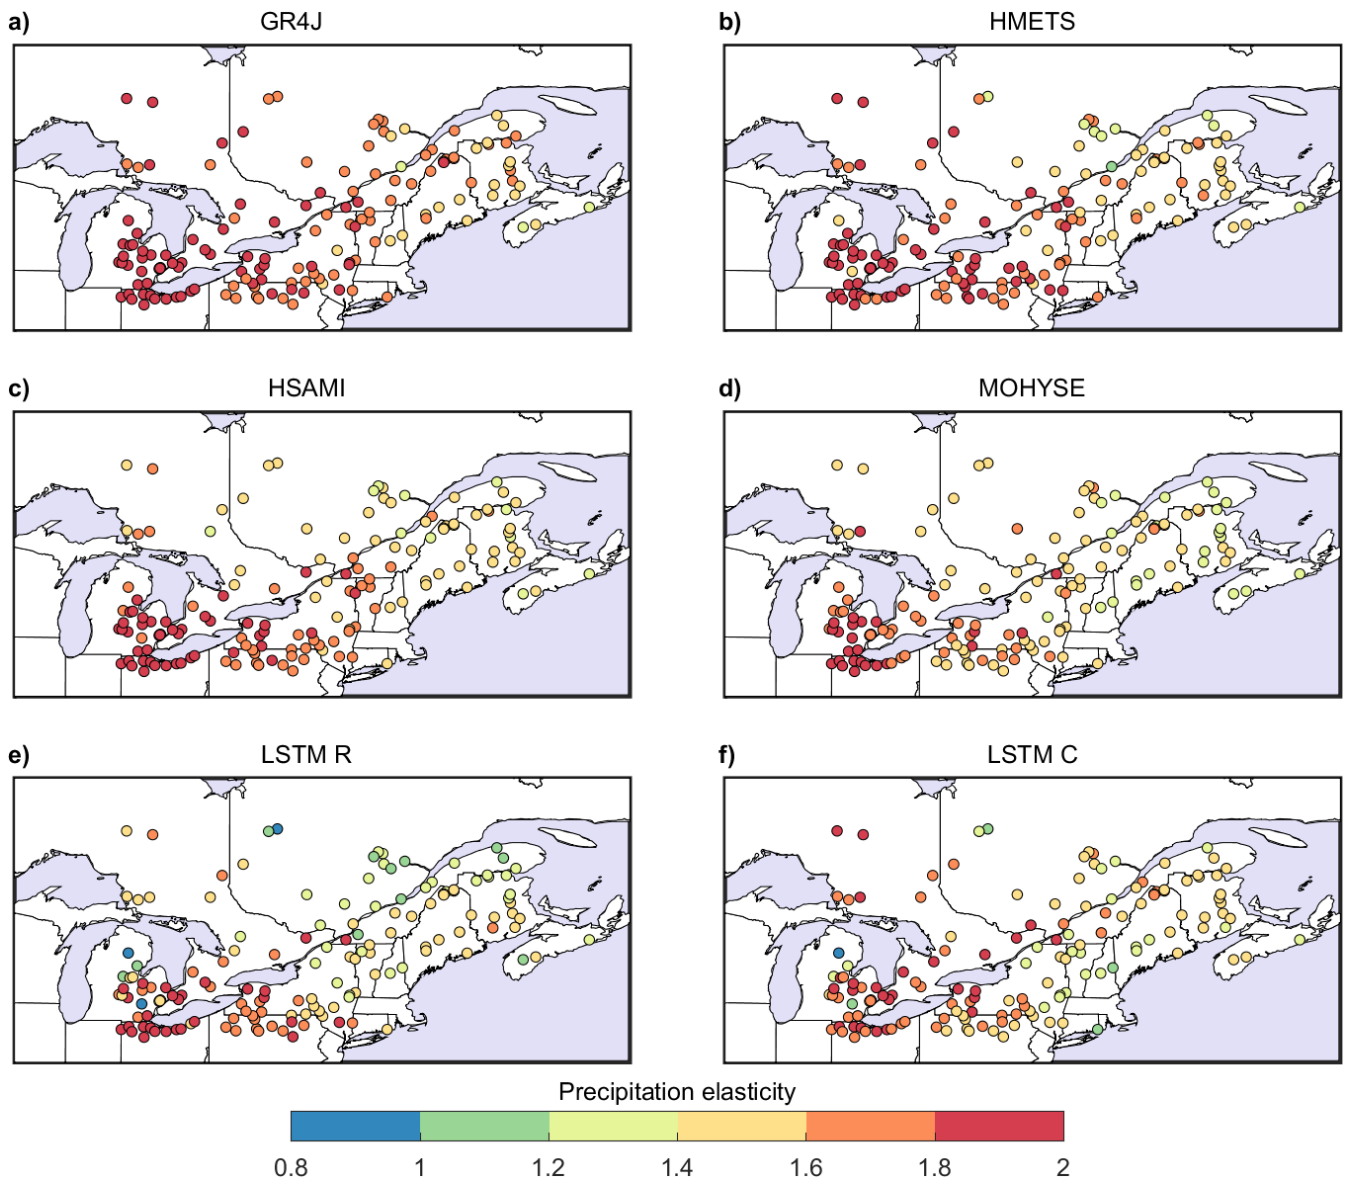 a) GR4J
b) HMETS
c) HSAMI
d) MOHYSE
e) LSTM R
f) LSTM C
Precipitation elasticity
0.8 1 1.2 1.4 1.6 1.8 2